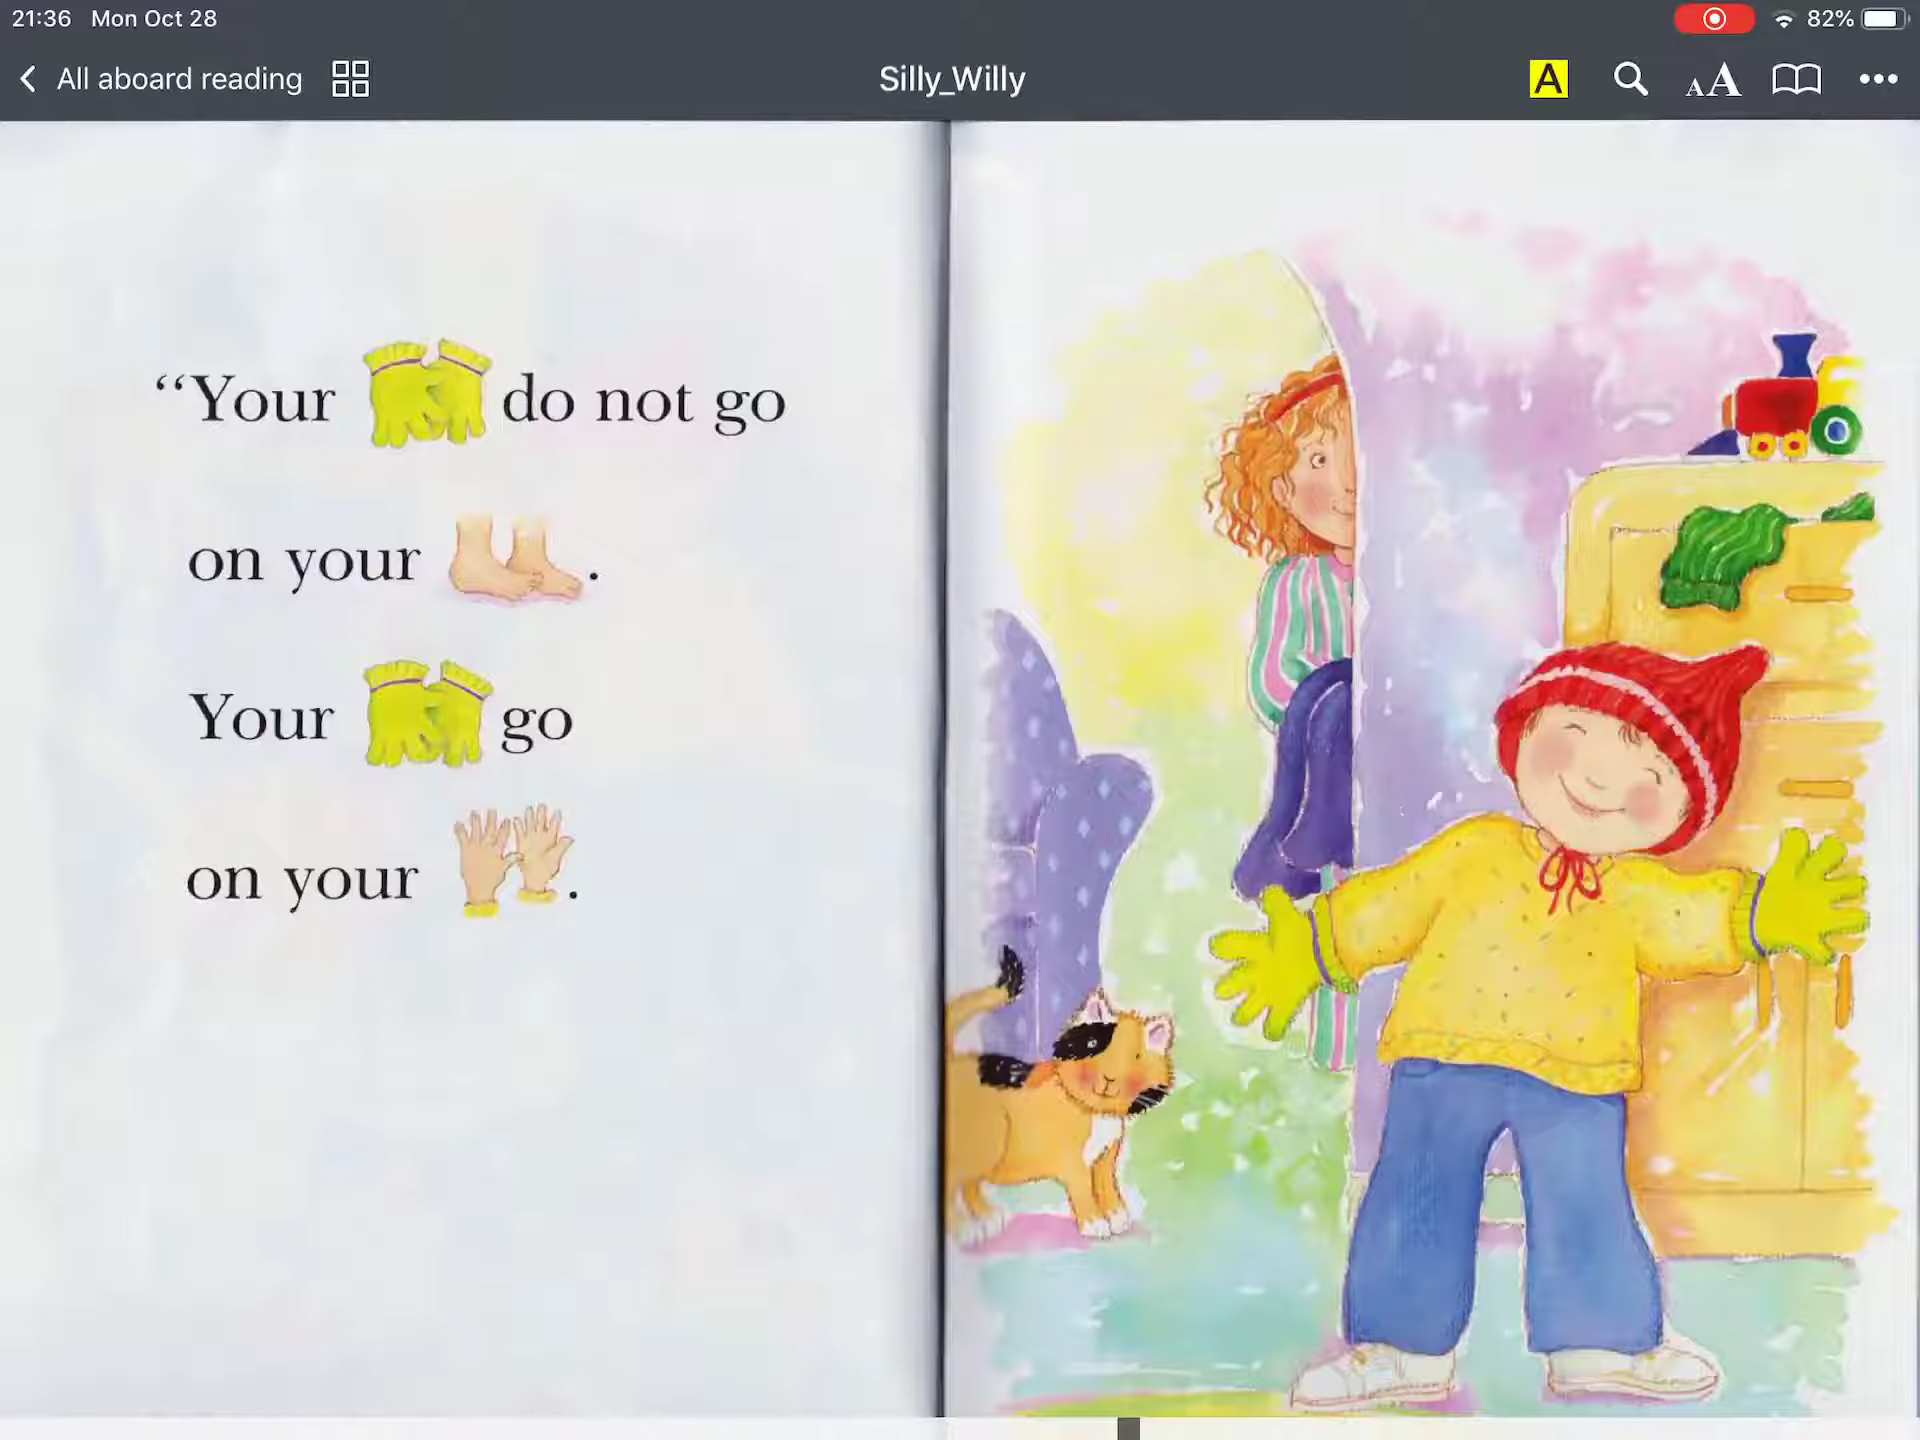 21:36 Mon Oct 28
82%
All aboard reading
Silly_Willy
A
AA
“Your do not go
on your .
Your go
on your .